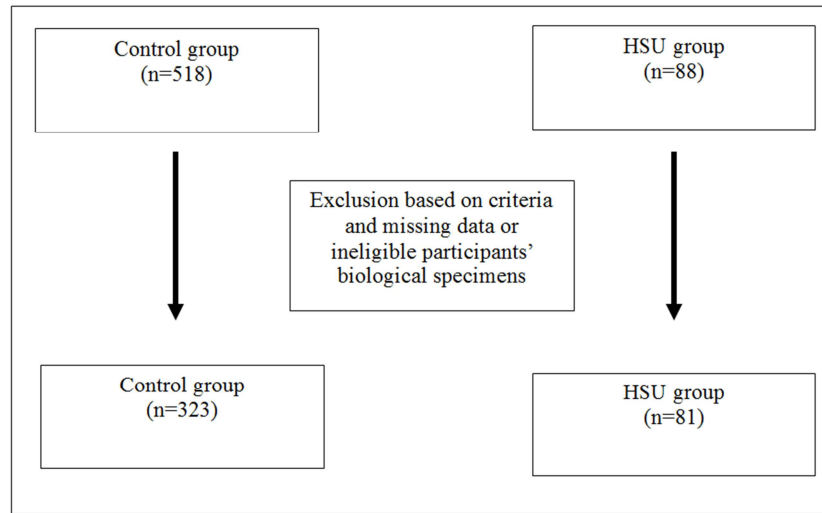 Control group
(n=518)
HSU group
(n=88)
Exclusion based on criteria
and missing data or
ineligible participants’
biological specimens
Control group
(n=323)
HSU group
(n=81)